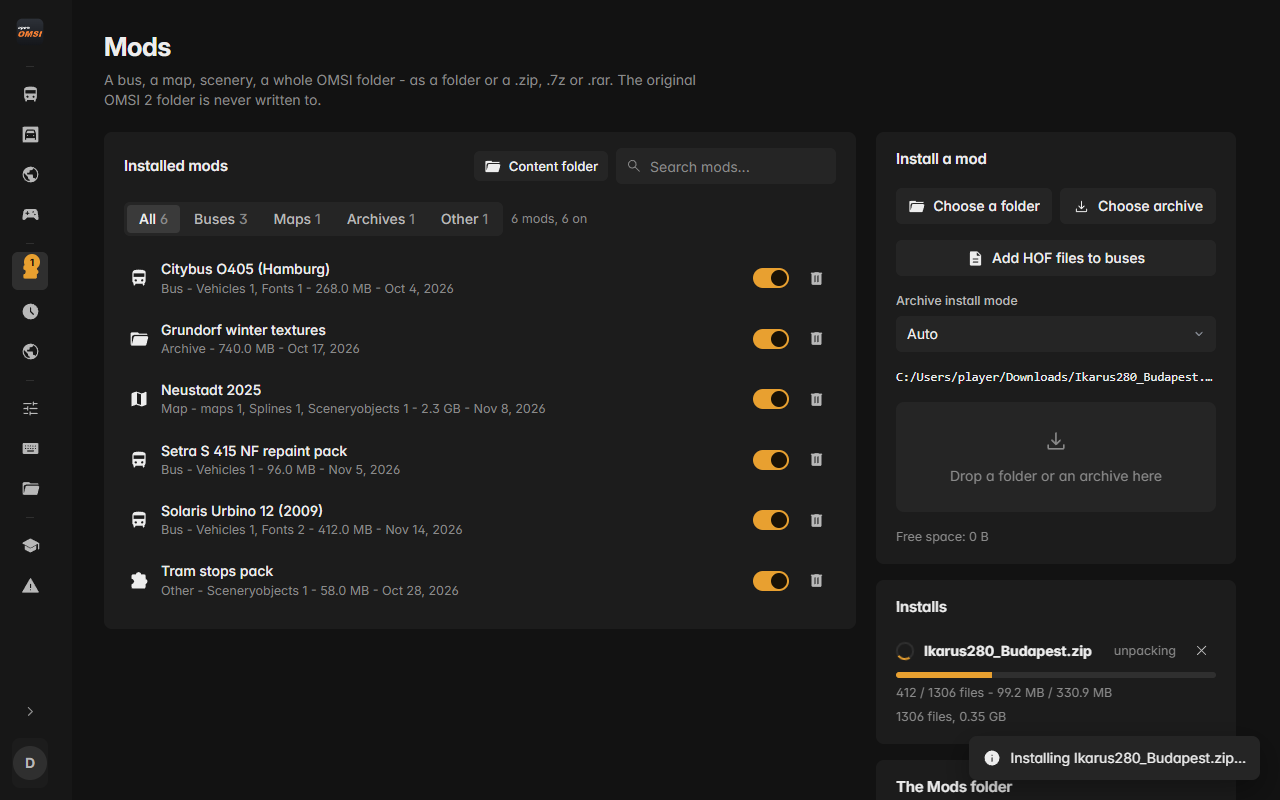 OMSI
Mods
A bus, a map, scenery, a whole OMSI folder - as a folder or a .zip, .7z or .rar. The original
OMSI 2 folder is never written to.
Installed mods
Content folder
Search mods...
All 6
Buses 3
Maps 1
Archives 1
Other 1
6 mods, 6 on
1
Citybus O405 (Hamburg)
Bus - Vehicles 1, Fonts 1 - 268.0 MB - Oct 4, 2026
Grundorf winter textures
Archive - 740.0 MB - Oct 17, 2026
Neustadt 2025
Map - maps 1, Splines 1, Sceneryobjects 1 - 2.3 GB - Nov 8, 2026
Setra S 415 NF repaint pack
Bus - Vehicles 1 - 96.0 MB - Nov 5, 2026
Solaris Urbino 12 (2009)
Bus - Vehicles 1, Fonts 2 - 412.0 MB - Nov 14, 2026
Tram stops pack
Other - Sceneryobjects 1 - 58.0 MB - Oct 28, 2026
D
Install a mod
Choose a folder
Choose archive
Add HOF files to buses
Archive install mode
Auto
C:/Users/player/Downloads/Ikarus280_Budapest.…
Drop a folder or an archive here
Free space: 0 B
Installs
Ikarus280_Budapest.zip
unpacking
412 / 1306 files - 99.2 MB / 330.9 MB
1306 files, 0.35 GB
Installing Ikarus280_Budapest.zip...
The Mods folder